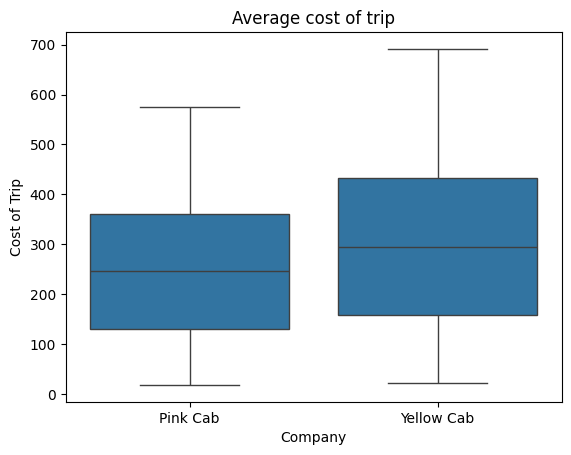 Average cost of trip
700
600
500
400
300
200
100
0
Cost of Trip
Pink Cab
Yellow Cab
Company